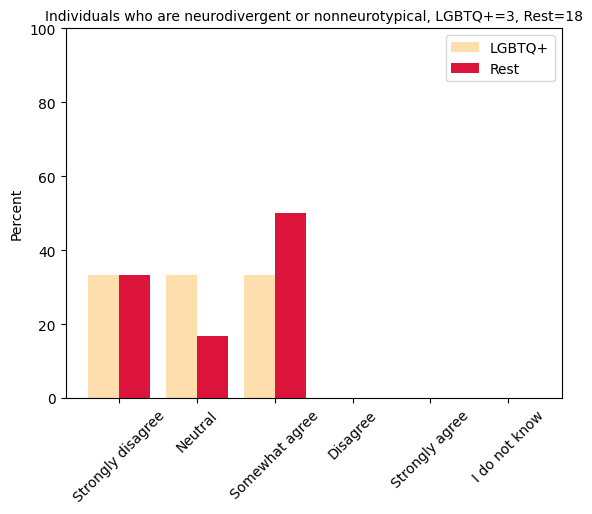 Individuals who are neurodivergent or nonneurotypical, LGBTQ+=3, Rest=18
LGBTQ+
Rest
Percent
100
80
60
40
20
0
Strongly disagree
Neutral
Somewhat agree
Disagree
Strongly agree
I do not know